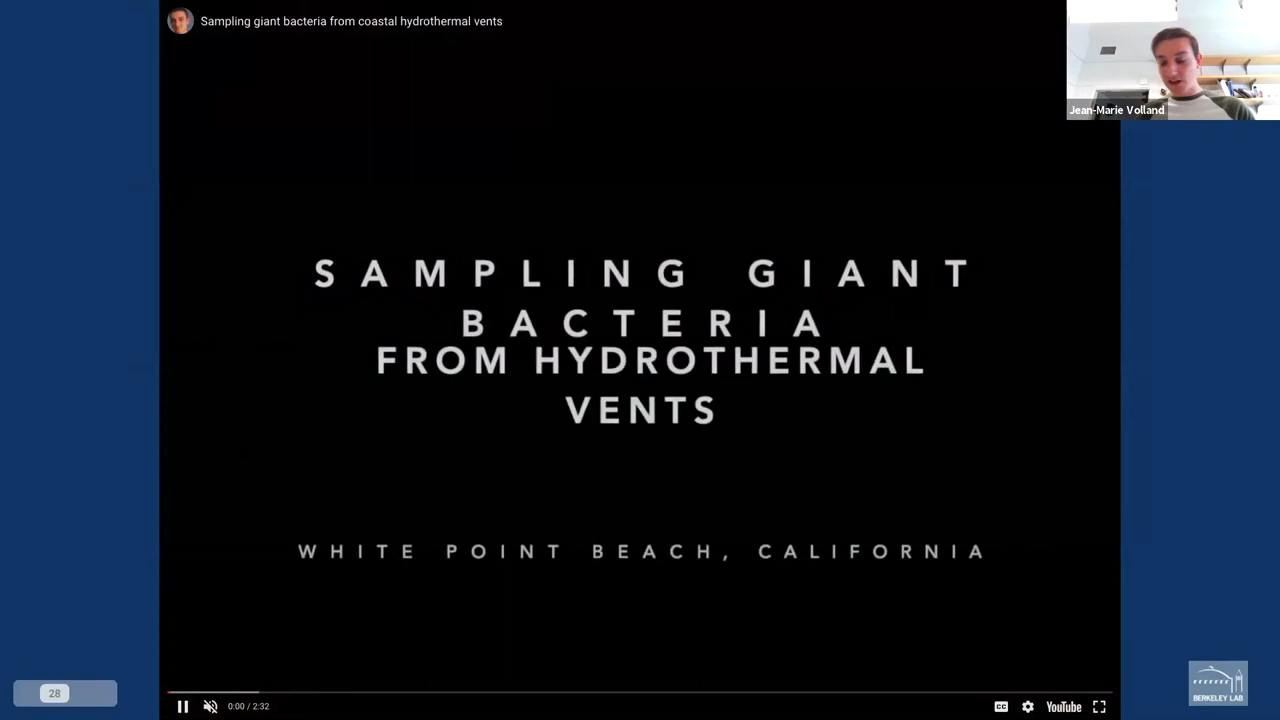 Sampling giant bacteria from coastal hydrothermal vents
Jean-Marie Volland
SAMPLING GIANT
BACTERIA
FROM HYDROTHERMAL
VENTS
WHITE POINT BEACH, CALIFORNIA
28
0:00 / 2:32
CC
YouTube
BERKELEY LAB